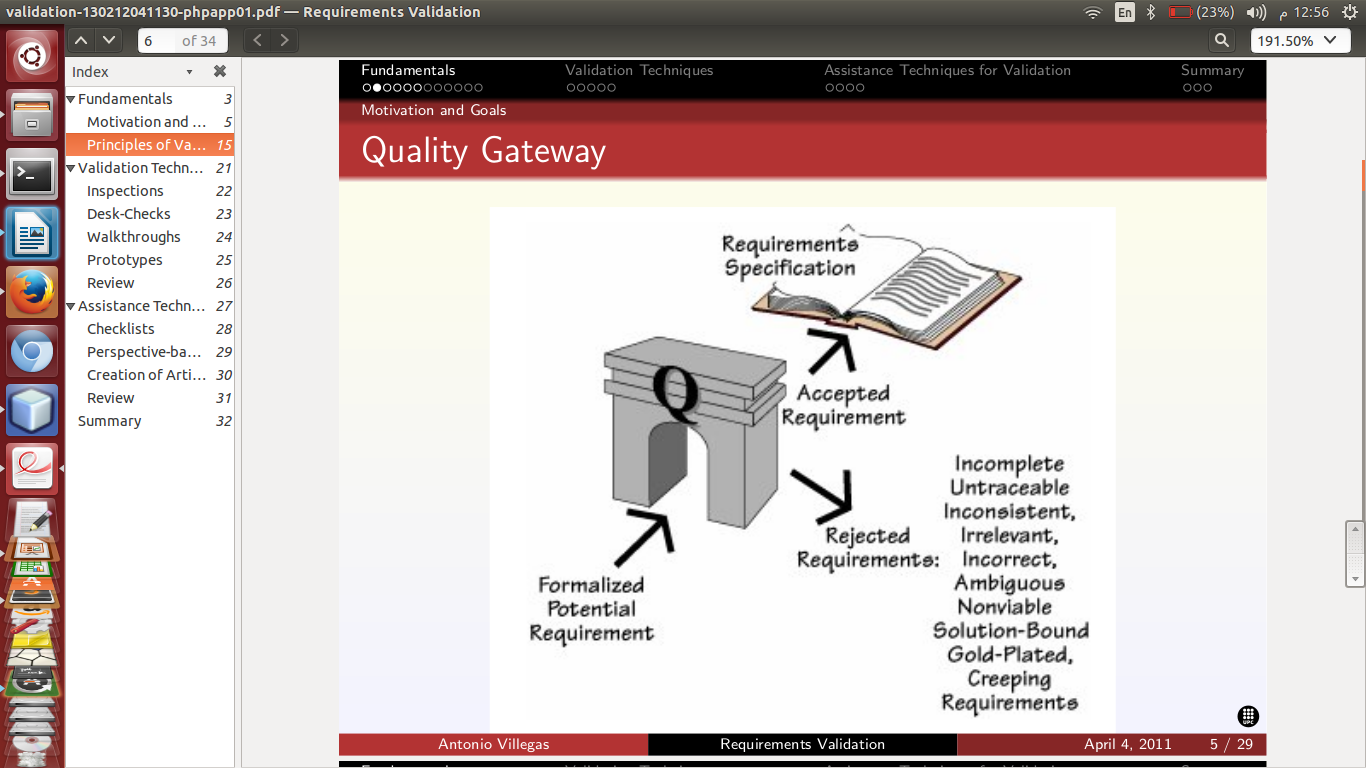 validation-130212041130-phpapp01.pdf — Requirements Validation
En
(23%)
12:56 م
6 of 34
191.50%
Index
Fundamentals 3
Motivation and ... 5
Principles of Va... 15
Validation Techn... 21
Inspections 22
Desk-Checks 23
Walkthroughs 24
Prototypes 25
Review 26
Assistance Techn... 27
Checklists 28
Perspective-ba... 29
Creation of Arti... 30
Review 31
Summary 32
Fundamentals Validation Techniques Assistance Techniques for Validation Summary
Motivation and Goals
Quality Gateway
Requirements
Specification
Q
Accepted
Requirement
Formalized
Potential
Requirement
Rejected
Requirements:
Incomplete
Untraceable
Inconsistent,
Irrelevant,
Incorrect,
Ambiguous
Nonviable
Solution-Bound
Gold-Plated,
Creeping
Requirements
UPC
Antonio Villegas Requirements Validation April 4, 2011 5 / 29